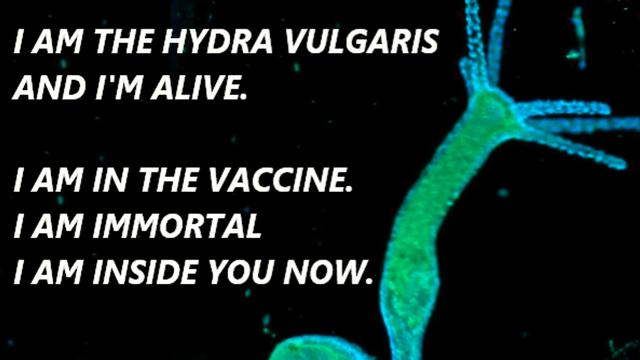 I AM THE HYDRA VULGARIS
AND I'M ALIVE.
I AM IN THE VACCINE.
I AM IMMORTAL
I AM INSIDE YOU NOW.